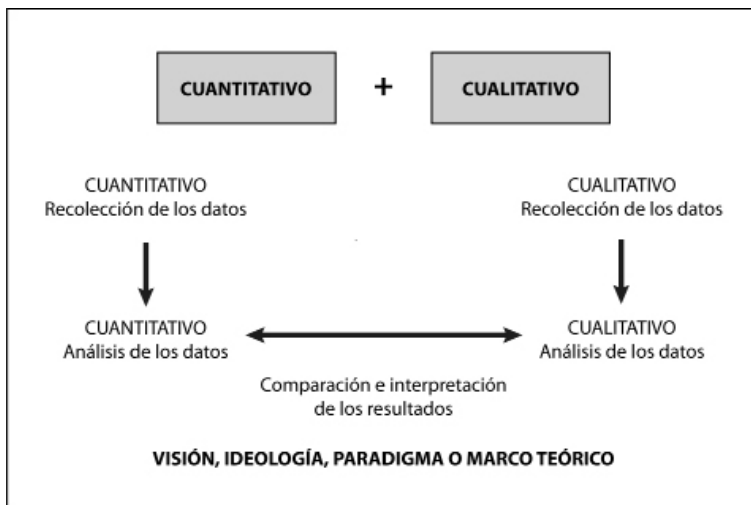 CUANTITATIVO + CUALITATIVO
CUANTITATIVO
Recolección de los datos
CUALITATIVO
Recolección de los datos
CUANTITATIVO
Análisis de los datos
CUALITATIVO
Análisis de los datos
Comparación e interpretación
de los resultados
VISIÓN, IDEOLOGÍA, PARADIGMA O MARCO TEÓRICO